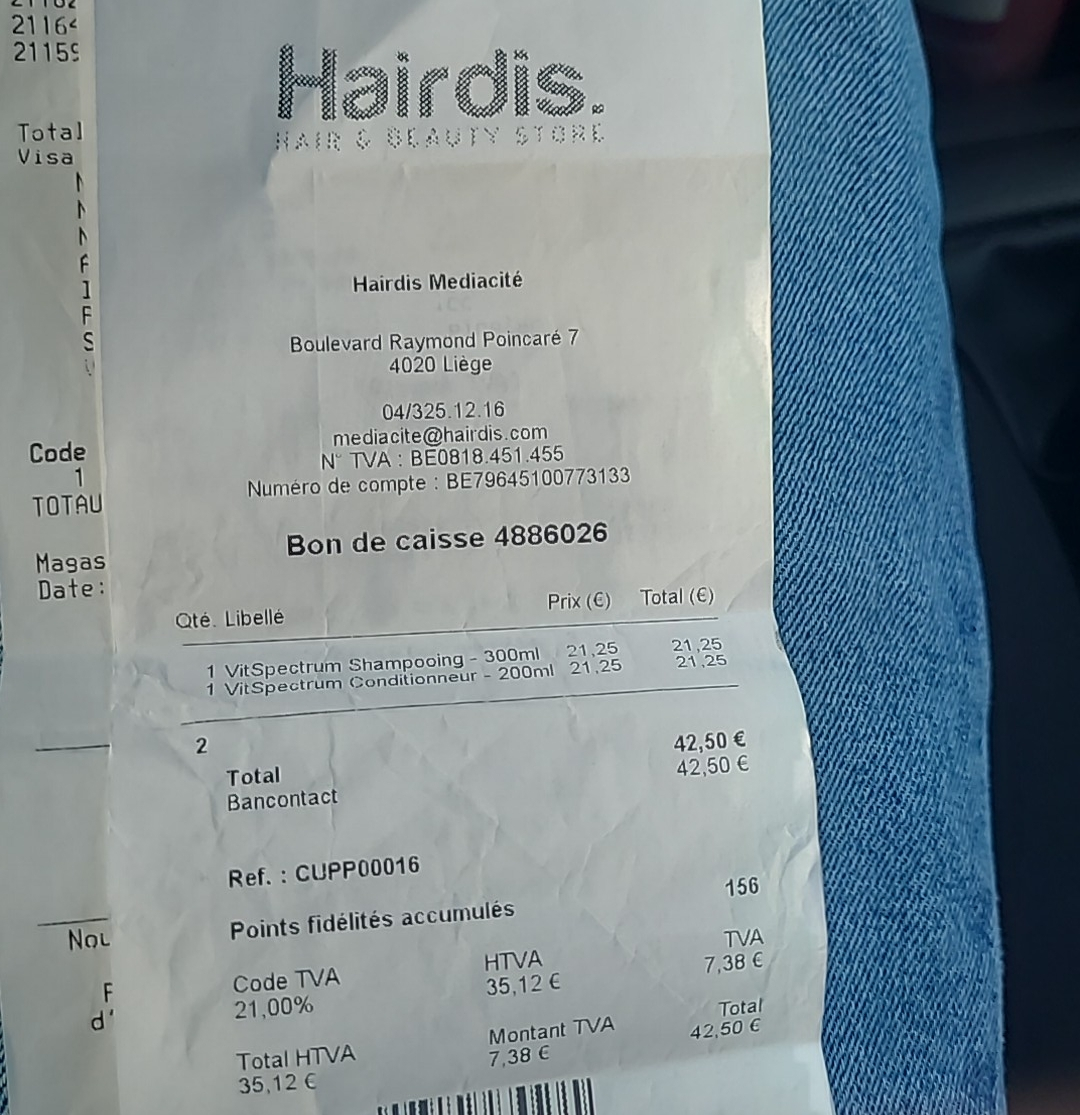 21164
2115
Total
Visa
Code
1
TOTAU
Magas
Date:
Nou
F
d'
Hairdis.
HAIR & BEAUTY STORE
Hairdis Mediacité
Boulevard Raymond Poincaré 7
4020 Liège
04/325.12.16
mediacite@hairdis.com
N° TVA : BE0818.451.455
Numéro de compte : BE79645100773133
Bon de caisse 4886026
Qté. Libellé Prix (€) Total (€)
1 VitSpectrum Shampooing - 300ml 21,25 21,25
1 VitSpectrum Conditionneur - 200ml 21,25 21,25
2 42,50 €
Total 42,50 €
Bancontact
Ref. : CUPP00016
Points fidélités accumulés 156
Code TVA HTVA TVA
21,00% 35,12 € 7,38 €
Total HTVA Montant TVA Total
35,12 € 7,38 € 42,50 €